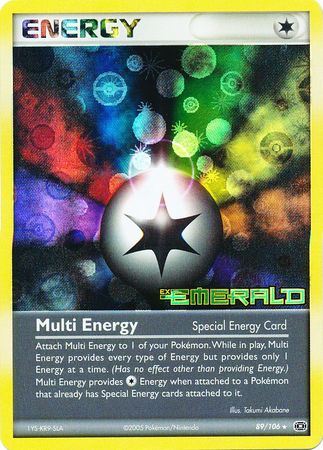 ENERGY
EX EMERALD
Multi Energy Special Energy Card
Attach Multi Energy to 1 of your Pokémon.While in play, Multi
Energy provides every type of Energy but provides only 1
Energy at a time. (Has no effect other than providing Energy.)
Multi Energy provides Energy when attached to a Pokémon
that already has Special Energy cards attached to it.
Illus. Takumi Akabane
1YS-KR9-SLA ©2005 Pokémon/Nintendo 89/106 ★